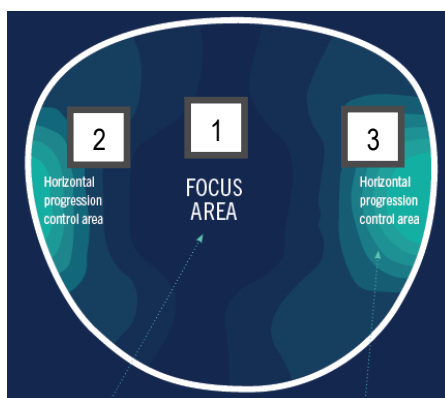 1
2
3
FOCUS
AREA
Horizontal
progression
control area
Horizontal
progression
control area